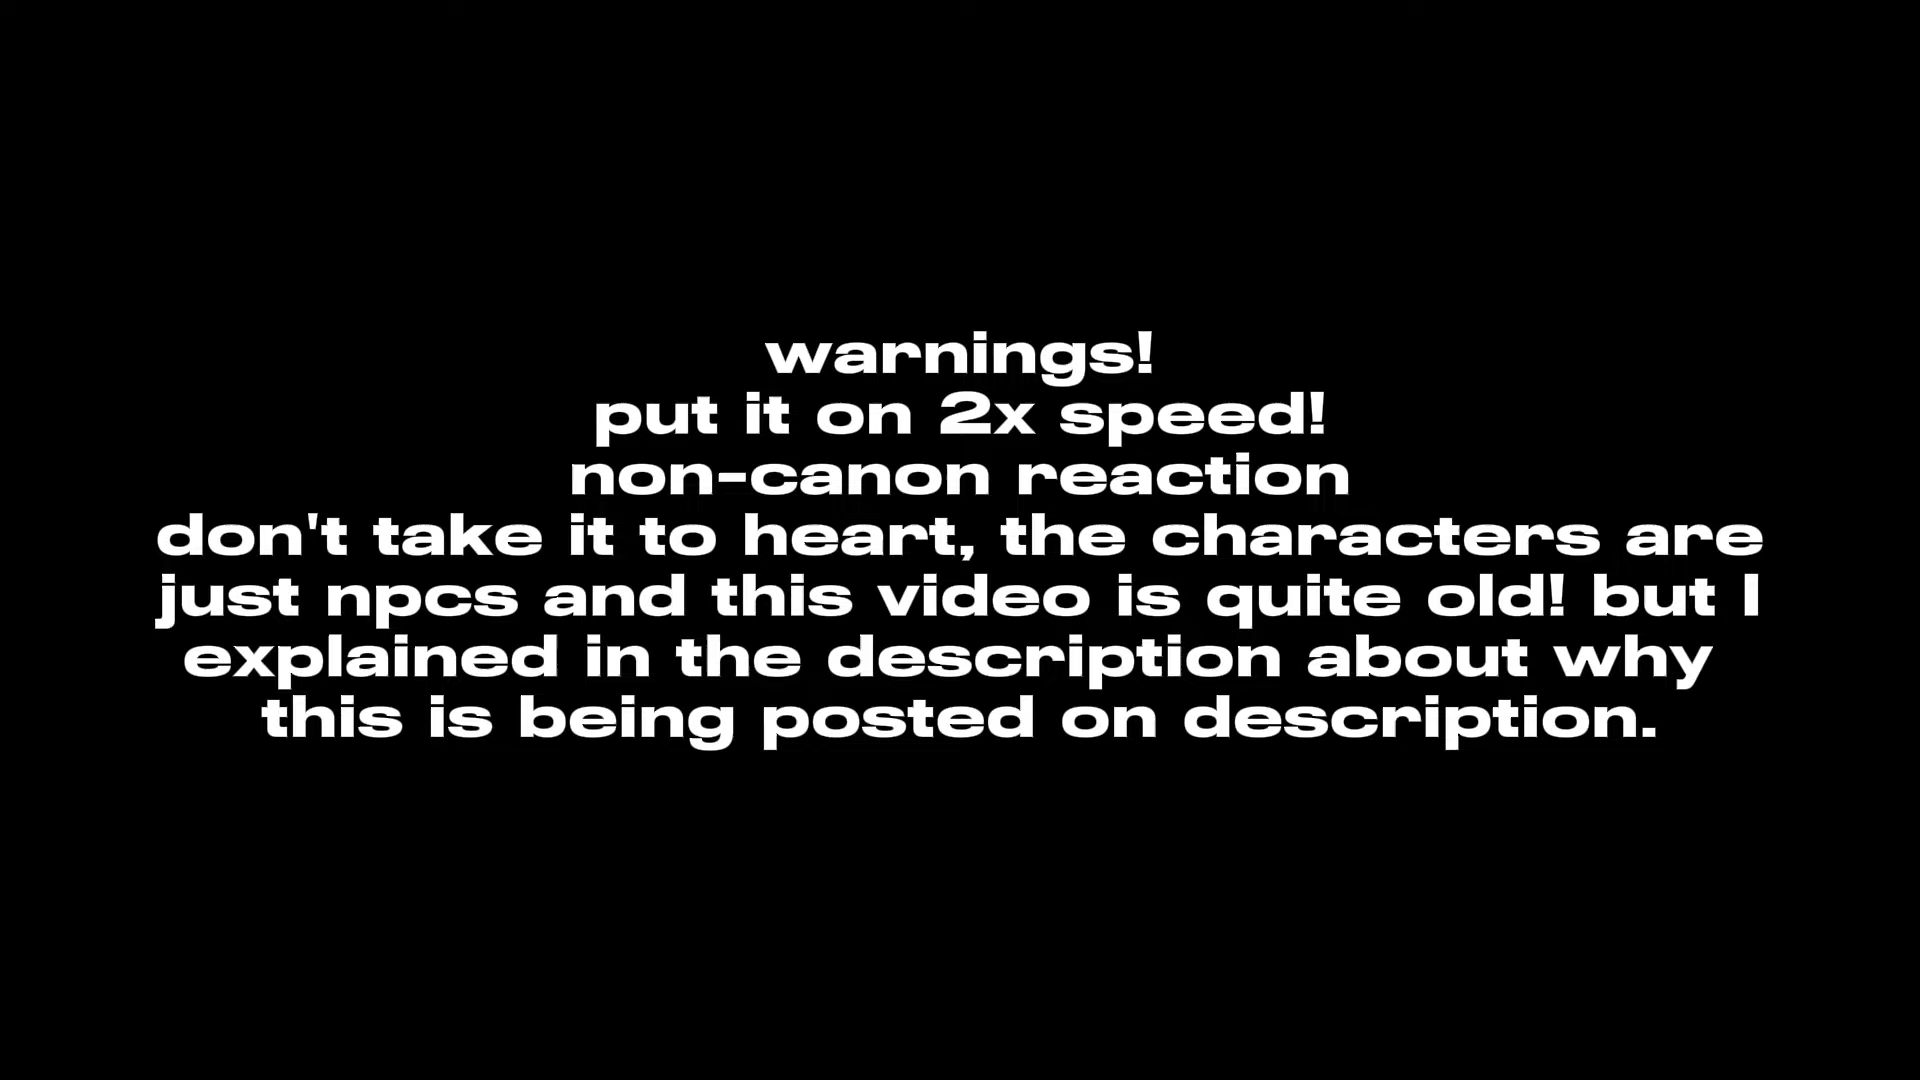 warnings!
put it on 2x speed!
non-canon reaction
don't take it to heart, the characters are
just npcs and this video is quite old! but I
explained in the description about why
this is being posted on description.